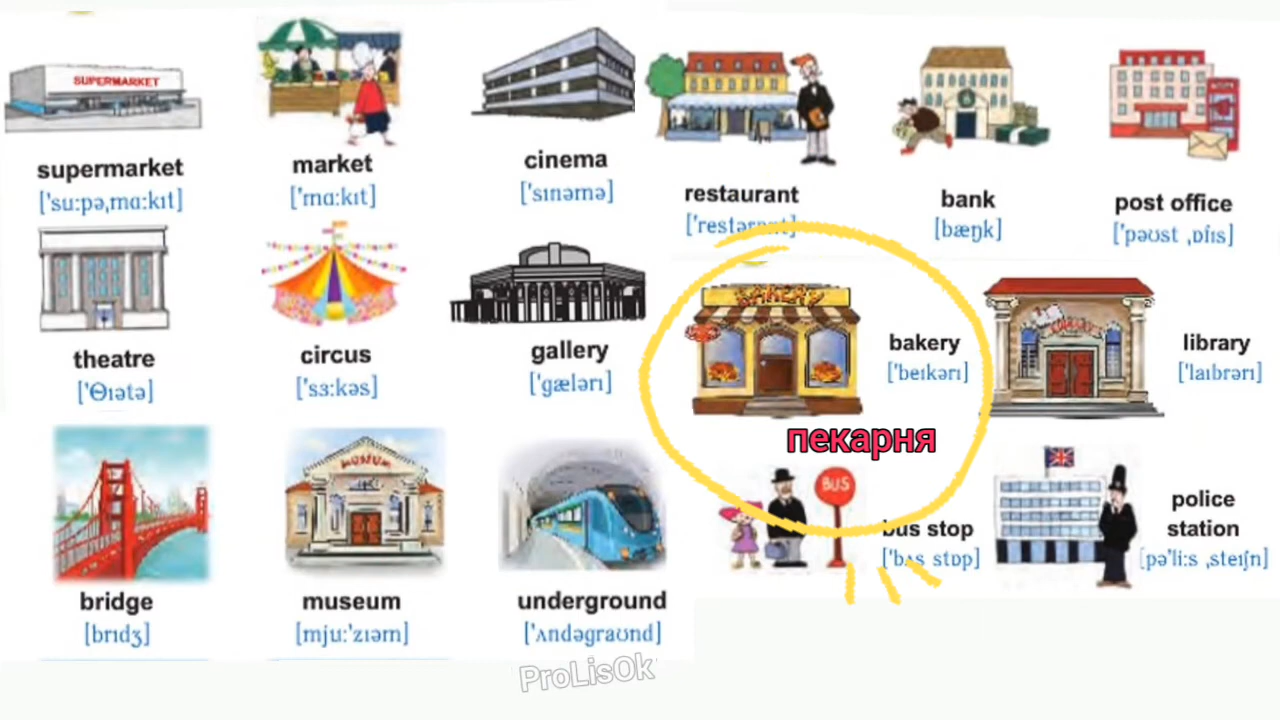 SUPERMARKET
supermarket
['su:pə,mɑ:kɪt]
market
['mɑ:kɪt]
cinema
['sɪnəmə]
restaurant
bank
[bæŋk]
post office
['pəʊst ,ɒfɪs]
theatre
['Θɪətə]
circus
['sɜ:kəs]
gallery
['gælərɪ]
BAKERY
bakery
['beɪkərɪ]
пекарня
library
['laɪbrərɪ]
bridge
[brɪdʒ]
MUSEUM
museum
[mju:'zɪəm]
underground
['ʌndəgraʊnd]
BUS
bus stop
['bʌs stɒp]
police
station
[pə'li:s ,steɪʃn]
ProLisOk